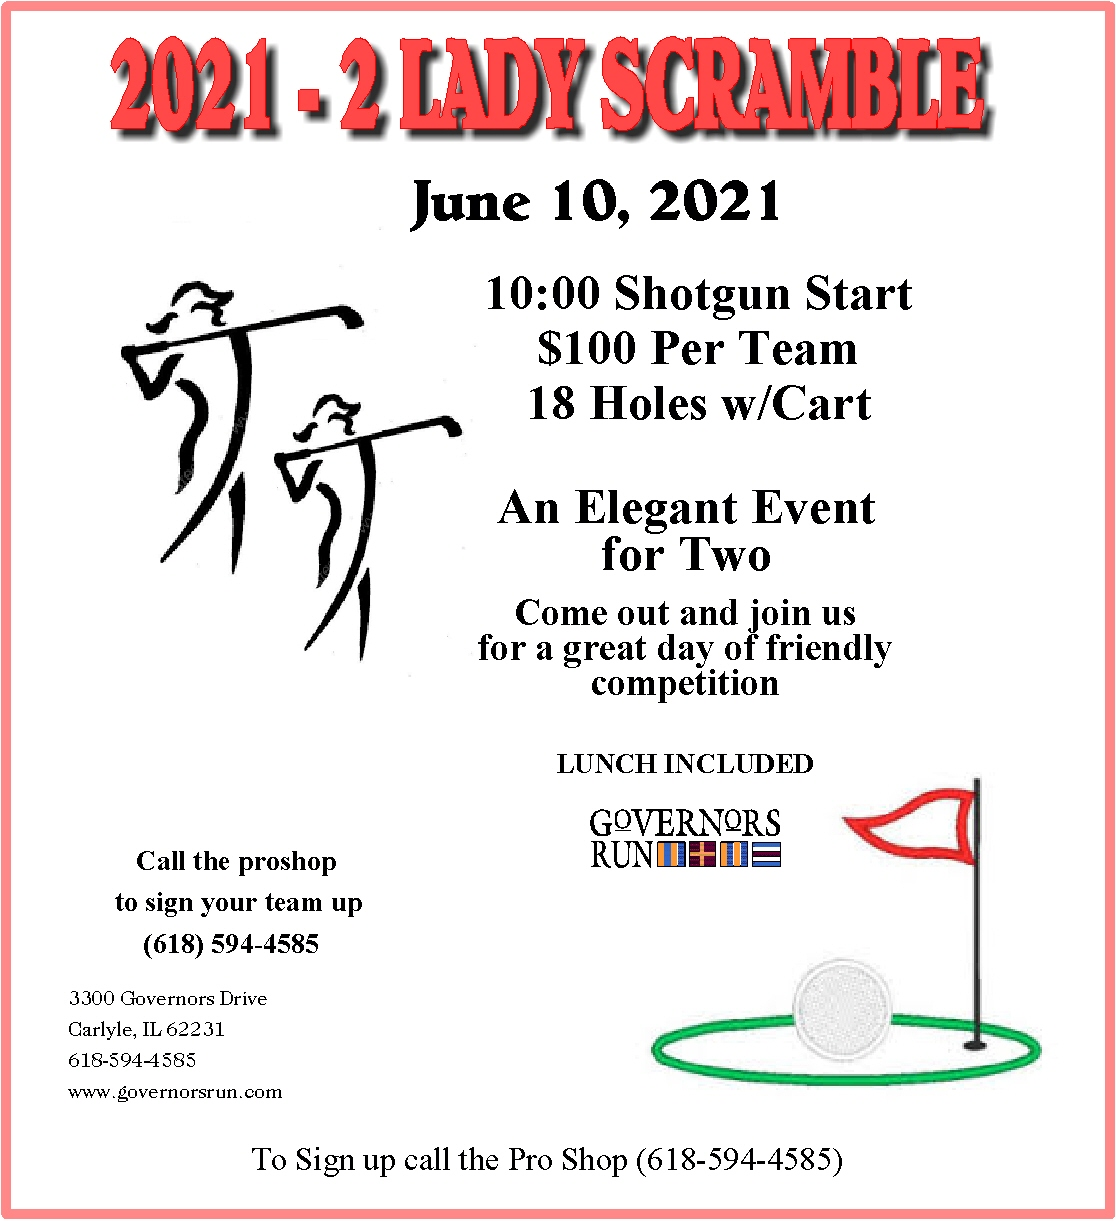 2021 - 2 LADY SCRAMBLE
June 10, 2021
10:00 Shotgun Start
$100 Per Team
18 Holes w/Cart
An Elegant Event
for Two
Come out and join us
for a great day of friendly
competition
LUNCH INCLUDED
GOVERNORS
RUN
Call the proshop
to sign your team up
(618) 594-4585
3300 Governors Drive
Carlyle, IL 62231
618-594-4585
www.governorsrun.com
To Sign up call the Pro Shop (618-594-4585)